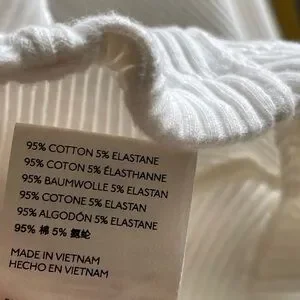 95% COTTON 5% ELASTANE
95% COTON 5% ÉLASTHANNE
95% BAUMWOLLE 5% ELASTAN
95% COTONE 5% ELASTAN
95% ALGODÓN 5% ELASTANE
95% 棉 5% 氨纶
MADE IN VIETNAM
HECHO EN VIETNAM